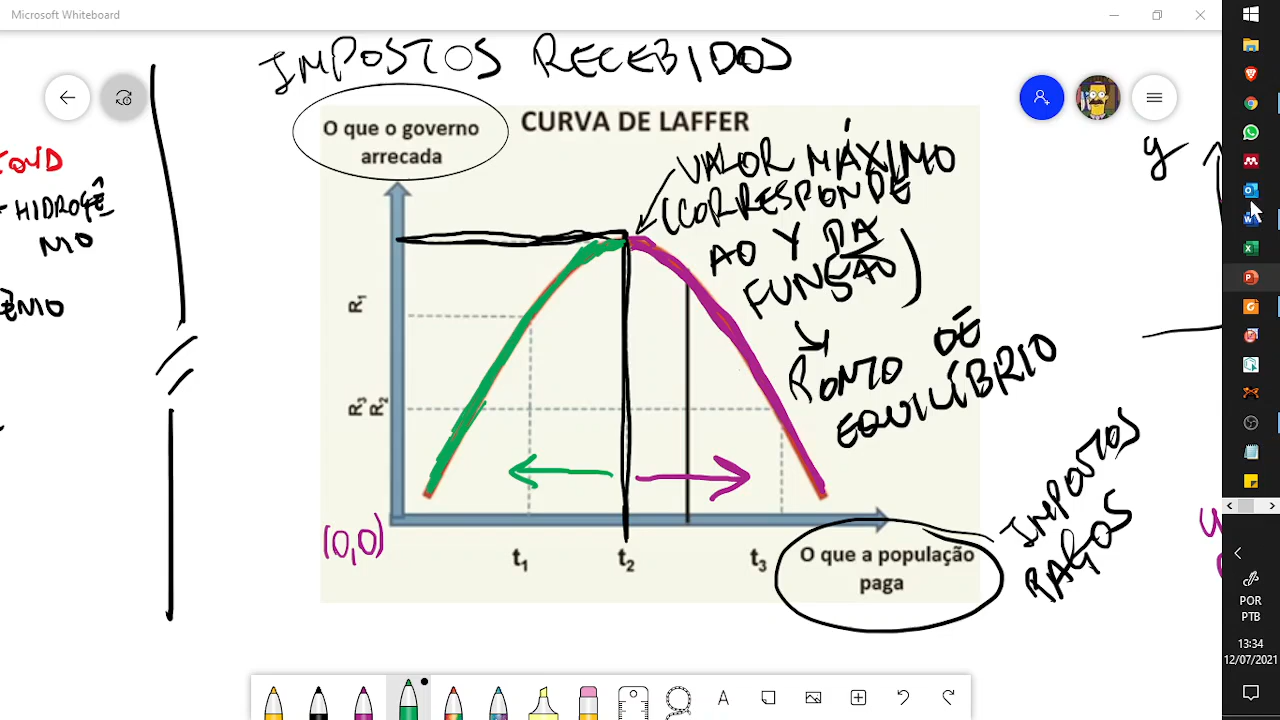 Microsoft Whiteboard
IMPOSTOS RECEBIDOS
O que o governo
arrecada
CURVA DE LAFFER
VALOR MÁXIMO
(CORRESPONDE
AO Y DA
FUNSÃO)
PONTO DE
EQUILÍBRIO
HIDROGÊ
NIO
y
R₁
R₃
R₂
(0,0)
t₁
t₂
t₃
O que a população
paga
IMPOSTOS
PAGOS
POR
PTB
13:34
12/07/2021
A